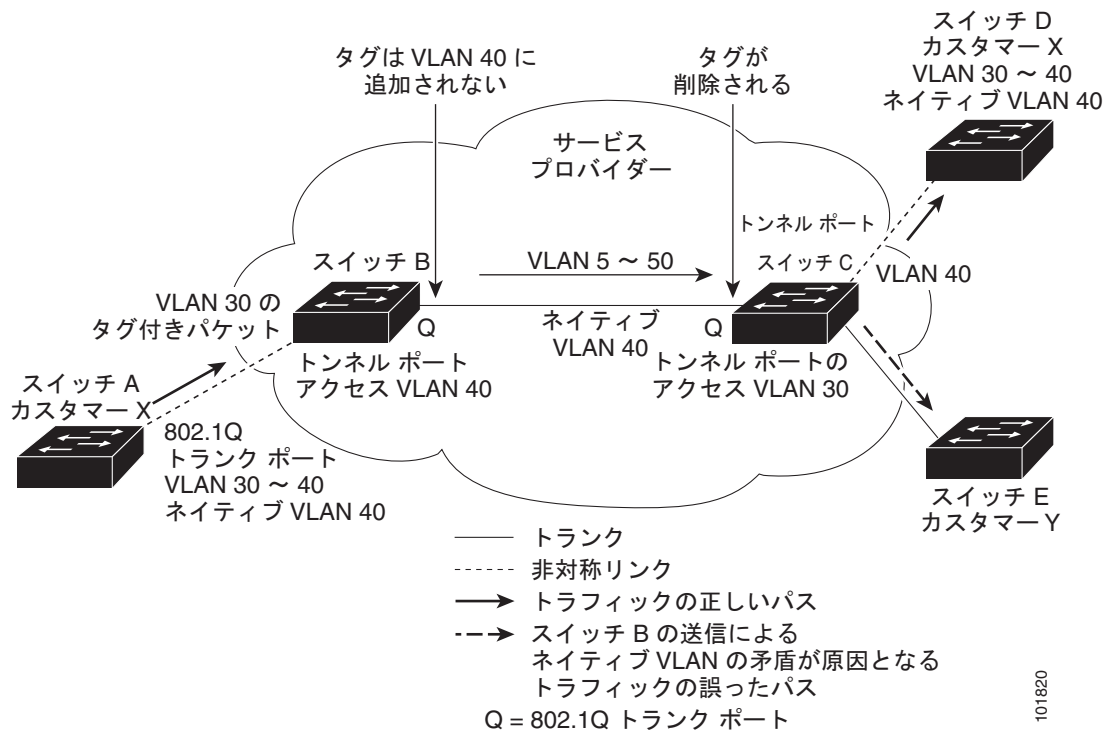 スイッチ D
カスタマー X
VLAN 30 ～ 40
ネイティブ VLAN 40
タグは VLAN 40 に
追加されない
タグが
削除される
サービス
プロバイダー
トンネル ポート
スイッチ B
VLAN 5 ～ 50
スイッチ C
VLAN 40
VLAN 30 の
タグ付きパケット
Q
ネイティブ
VLAN 40
Q
トンネル ポート
アクセス VLAN 40
トンネル ポートの
アクセス VLAN 30
スイッチ A
カスタマー X
802.1Q
トランク ポート
VLAN 30 ～ 40
ネイティブ VLAN 40
スイッチ E
カスタマー Y
トランク
非対称リンク
トラフィックの正しいパス
スイッチ B の送信による
ネイティブ VLAN の矛盾が原因となる
トラフィックの誤ったパス
Q = 802.1Q トランク ポート
101820